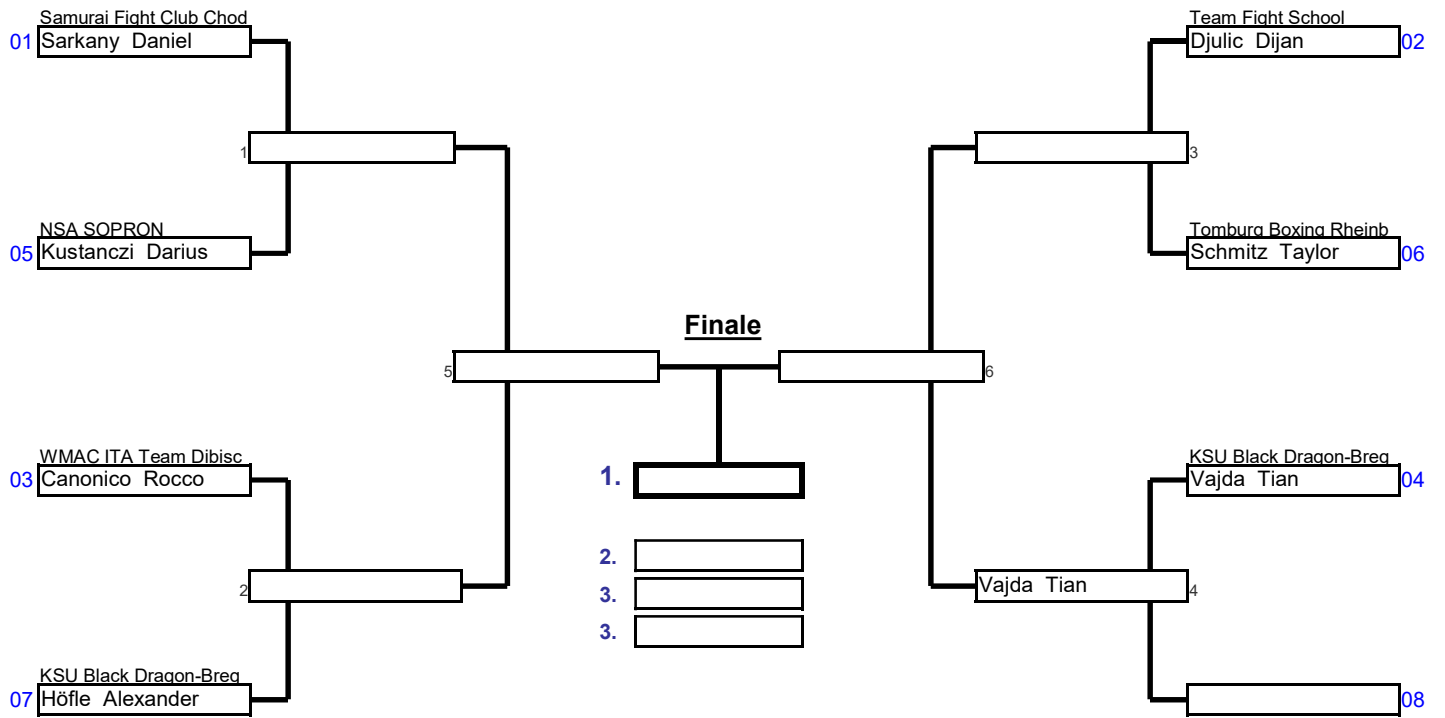 Samurai Fight Club Chod
01 Sarkany Daniel
Team Fight School
Djulic Dijan 02
1
3
NSA SOPRON
05 Kustanczi Darius
Tomburg Boxing Rheinb
Schmitz Taylor 06
Finale
5
6
WMAC ITA Team Dibisc
03 Canonico Rocco
KSU Black Dragon-Breg
Vajda Tian 04
1.
2.
3.
3.
2
Vajda Tian 4
KSU Black Dragon-Breg
07 Höfle Alexander
08